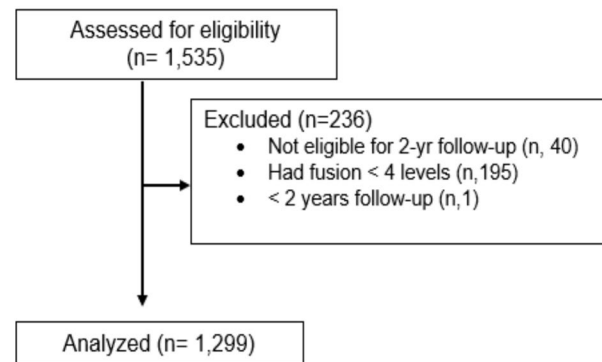 Assessed for eligibility
(n= 1,535)
Excluded (n=236)
• Not eligible for 2-yr follow-up (n, 40)
• Had fusion < 4 levels (n,195)
• < 2 years follow-up (n,1)
Analyzed (n= 1,299)